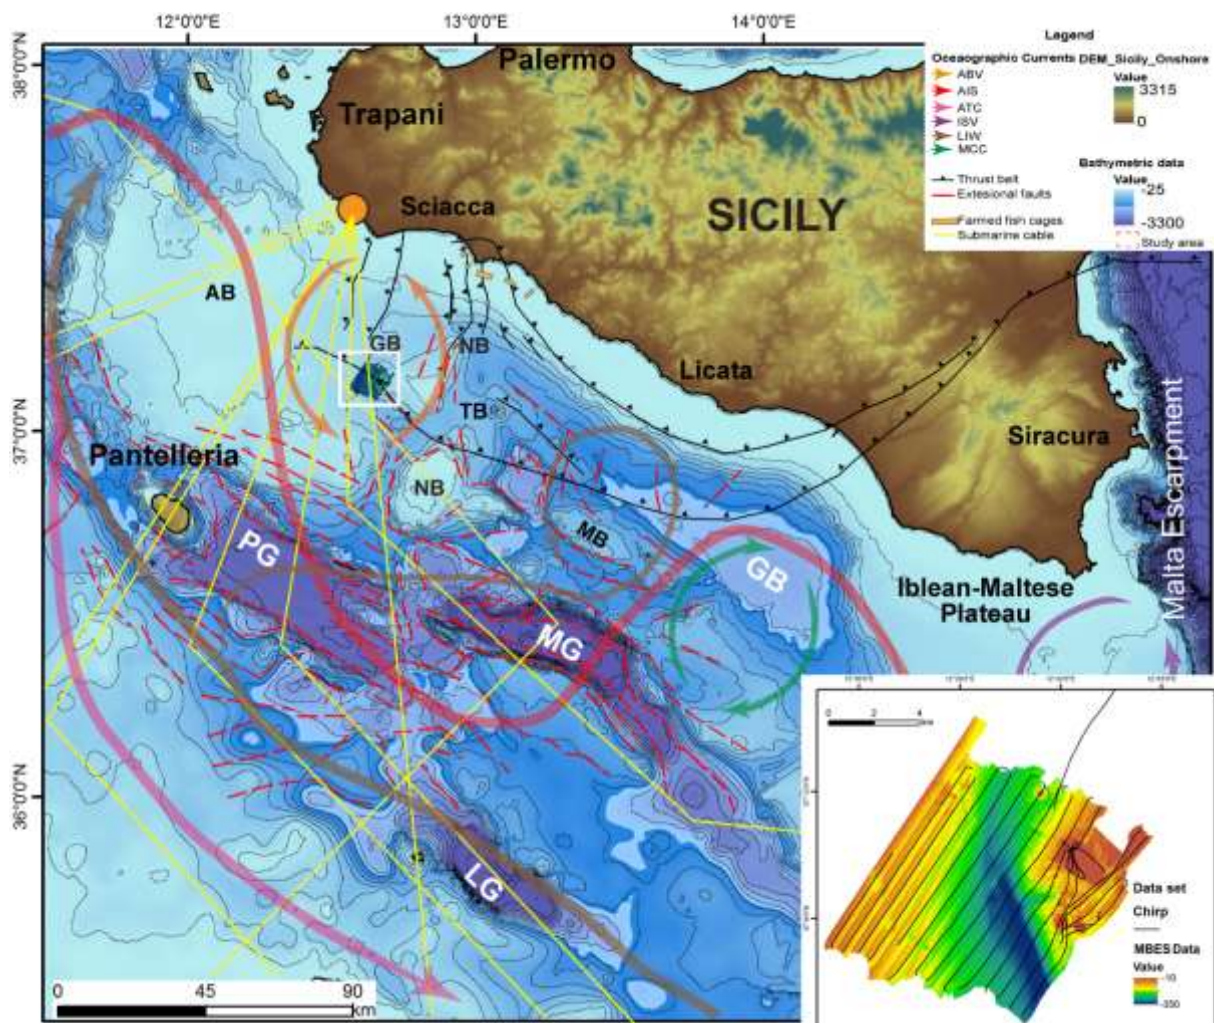 12°0'0"E
13°0'0"E
14°0'0"E
38°0'0"N
37°0'0"N
36°0'0"N
Palermo
Trapani
Sciacca
SICILY
AB
GB
NB
Licata
TB
Siracura
Pantelleria
NB
MB
PG
GB
MG
Iblean-Maltese
Plateau
Malta Escarpment
LG
0 45 90
km
Legend
Oceaographic Currents
ABV
AIS
ATC
ISV
LIW
MCC
Thrust belt
Extesional faults
Farmed fish cages
Submarine cable
DEM_Sicily_Onshore
Value
3315
0
Bathymetric data
Value
-25
-3300
Study area
0 2 4
Data set
Chirp
MBES Data
Value
-10
-350